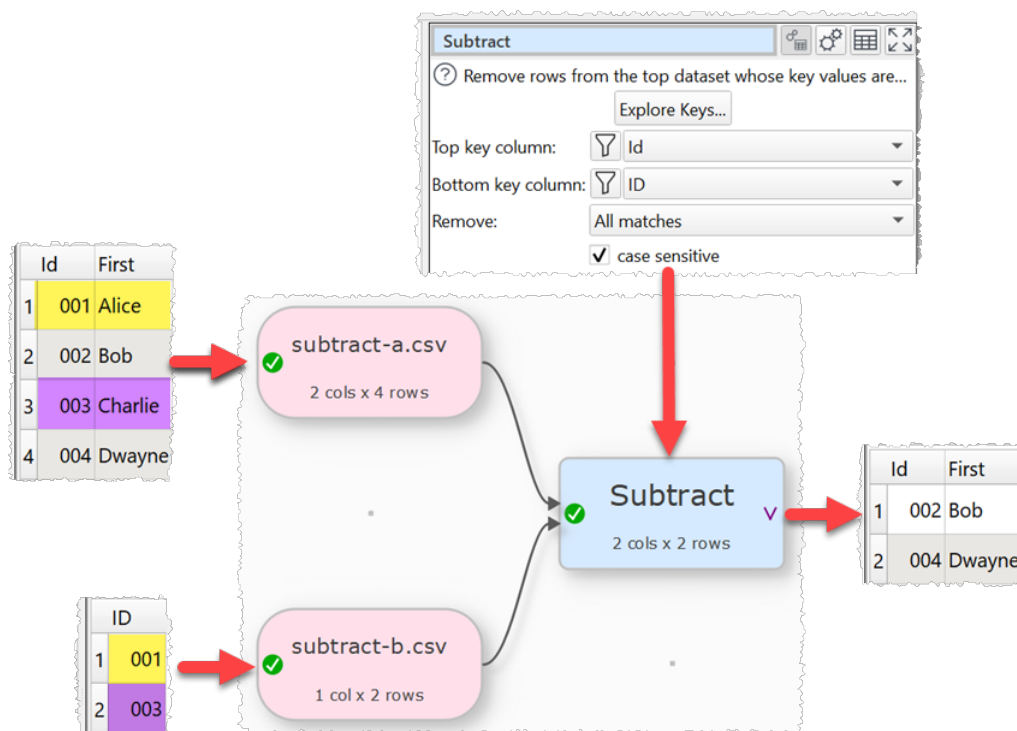 Subtract
? Remove rows from the top dataset whose key values are...
Explore Keys...
Top key column: Id
Bottom key column: ID
Remove: All matches
case sensitive
Id First
1 001 Alice
2 002 Bob
3 003 Charlie
4 004 Dwayne
subtract-a.csv
2 cols x 4 rows
Subtract
2 cols x 2 rows
V
Id First
1 002 Bob
2 004 Dwayne
ID
1 001
2 003
subtract-b.csv
1 col x 2 rows